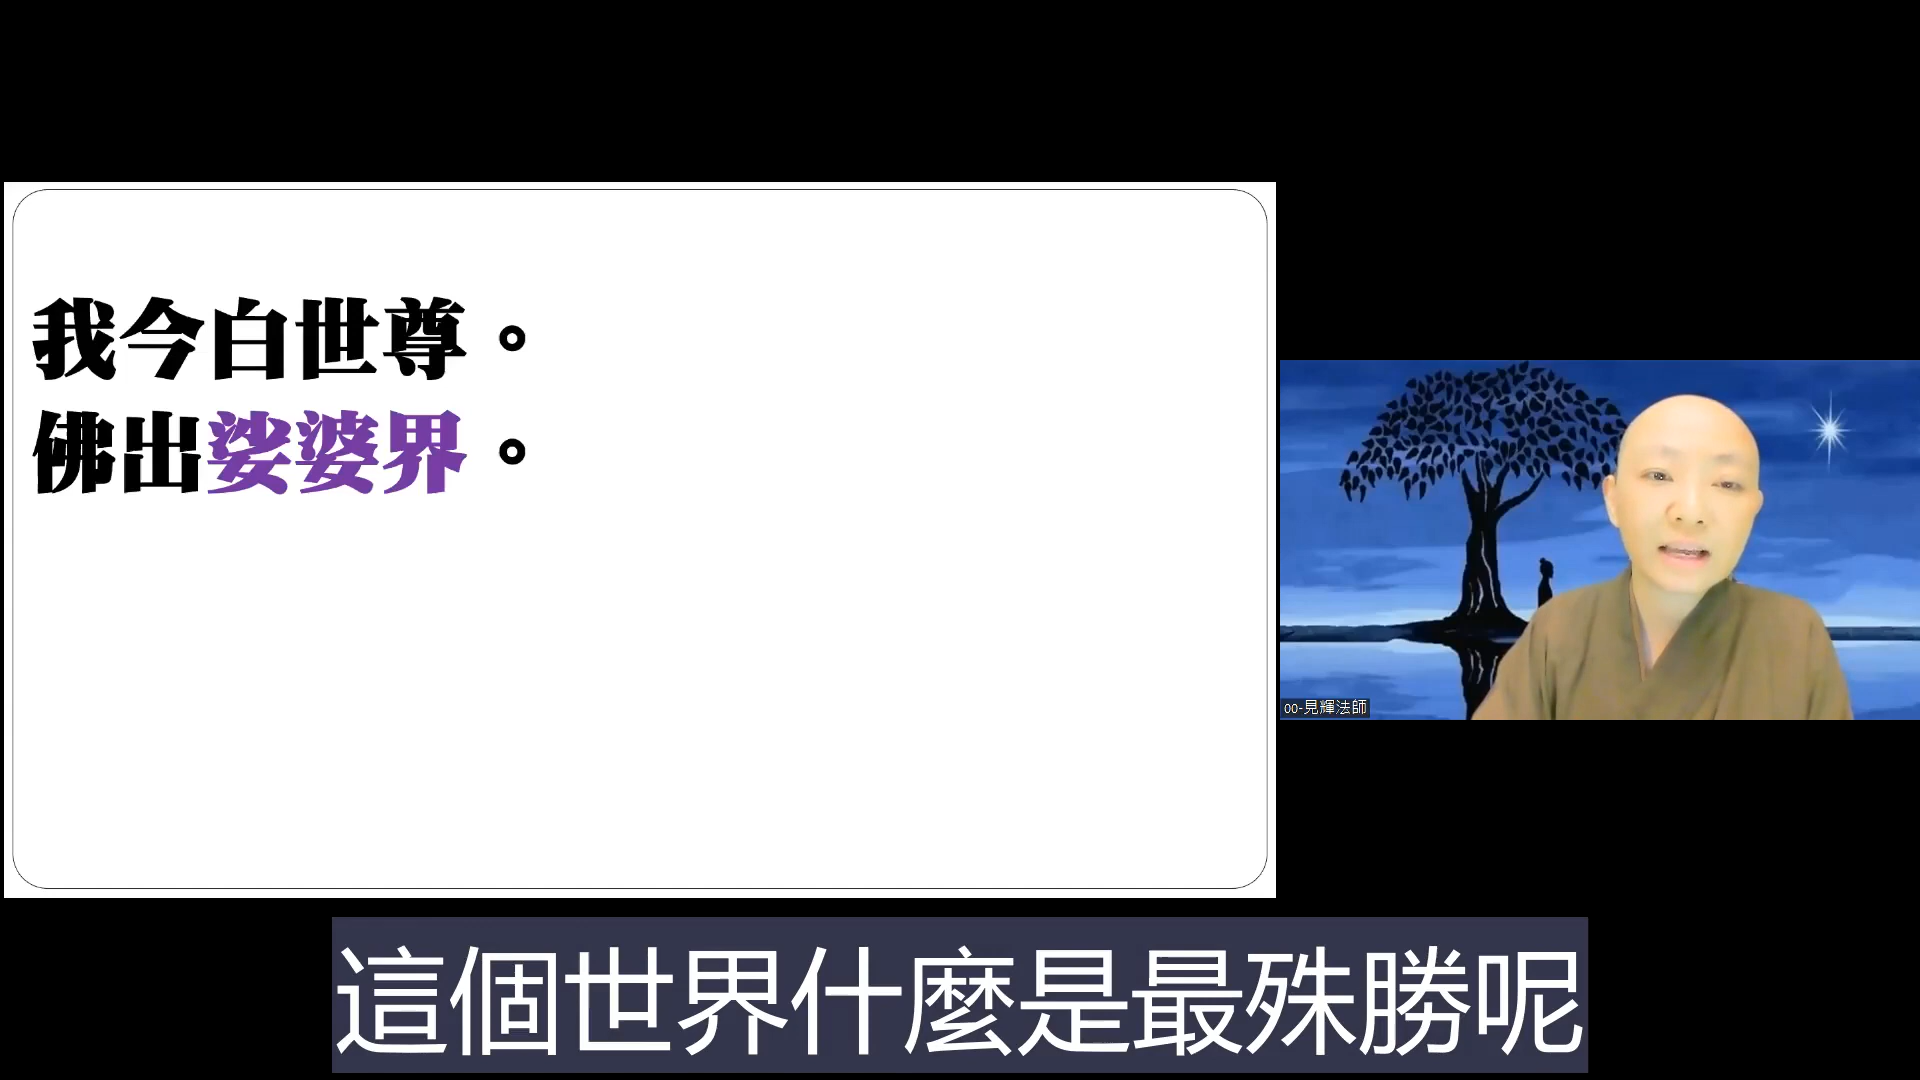 我今白世尊。
佛出娑婆界。
00-見輝法師
這個世界什麼是最殊勝呢